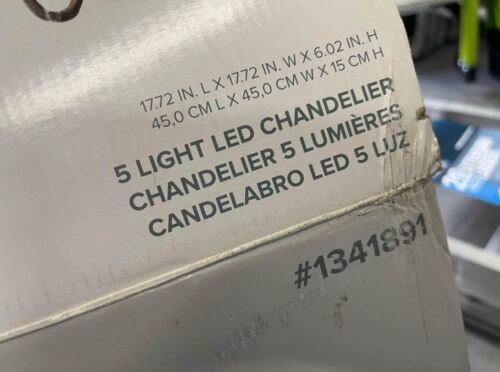 17.72 IN. L X 17.72 IN. W X 6.02 IN. H
45,0 CM L X 45,0 CM W X 15 CM H
5 LIGHT LED CHANDELIER
CHANDELIER 5 LUMIÈRES
CANDELABRO LED 5 LUZ
#1341891